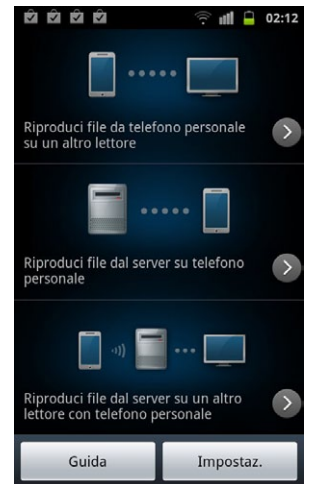 02:12
Riproduci file da telefono personale
su un altro lettore
Riproduci file dal server su telefono
personale
Riproduci file dal server su un altro
lettore con telefono personale
Guida
Impostaz.